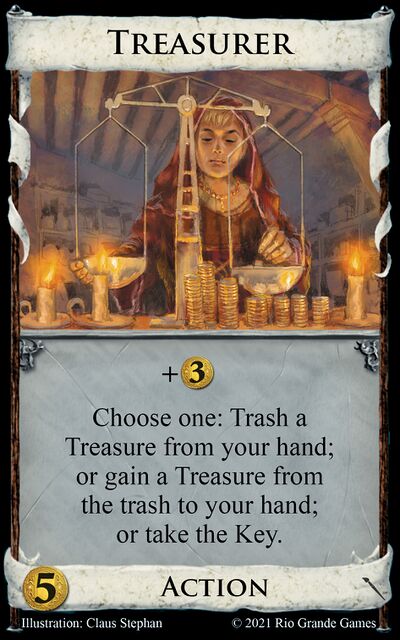 TREASURER
+3
Choose one: Trash a
Treasure from your hand;
or gain a Treasure from
the trash to your hand;
or take the Key.
5 ACTION
Illustration: Claus Stephan © 2021 Rio Grande Games